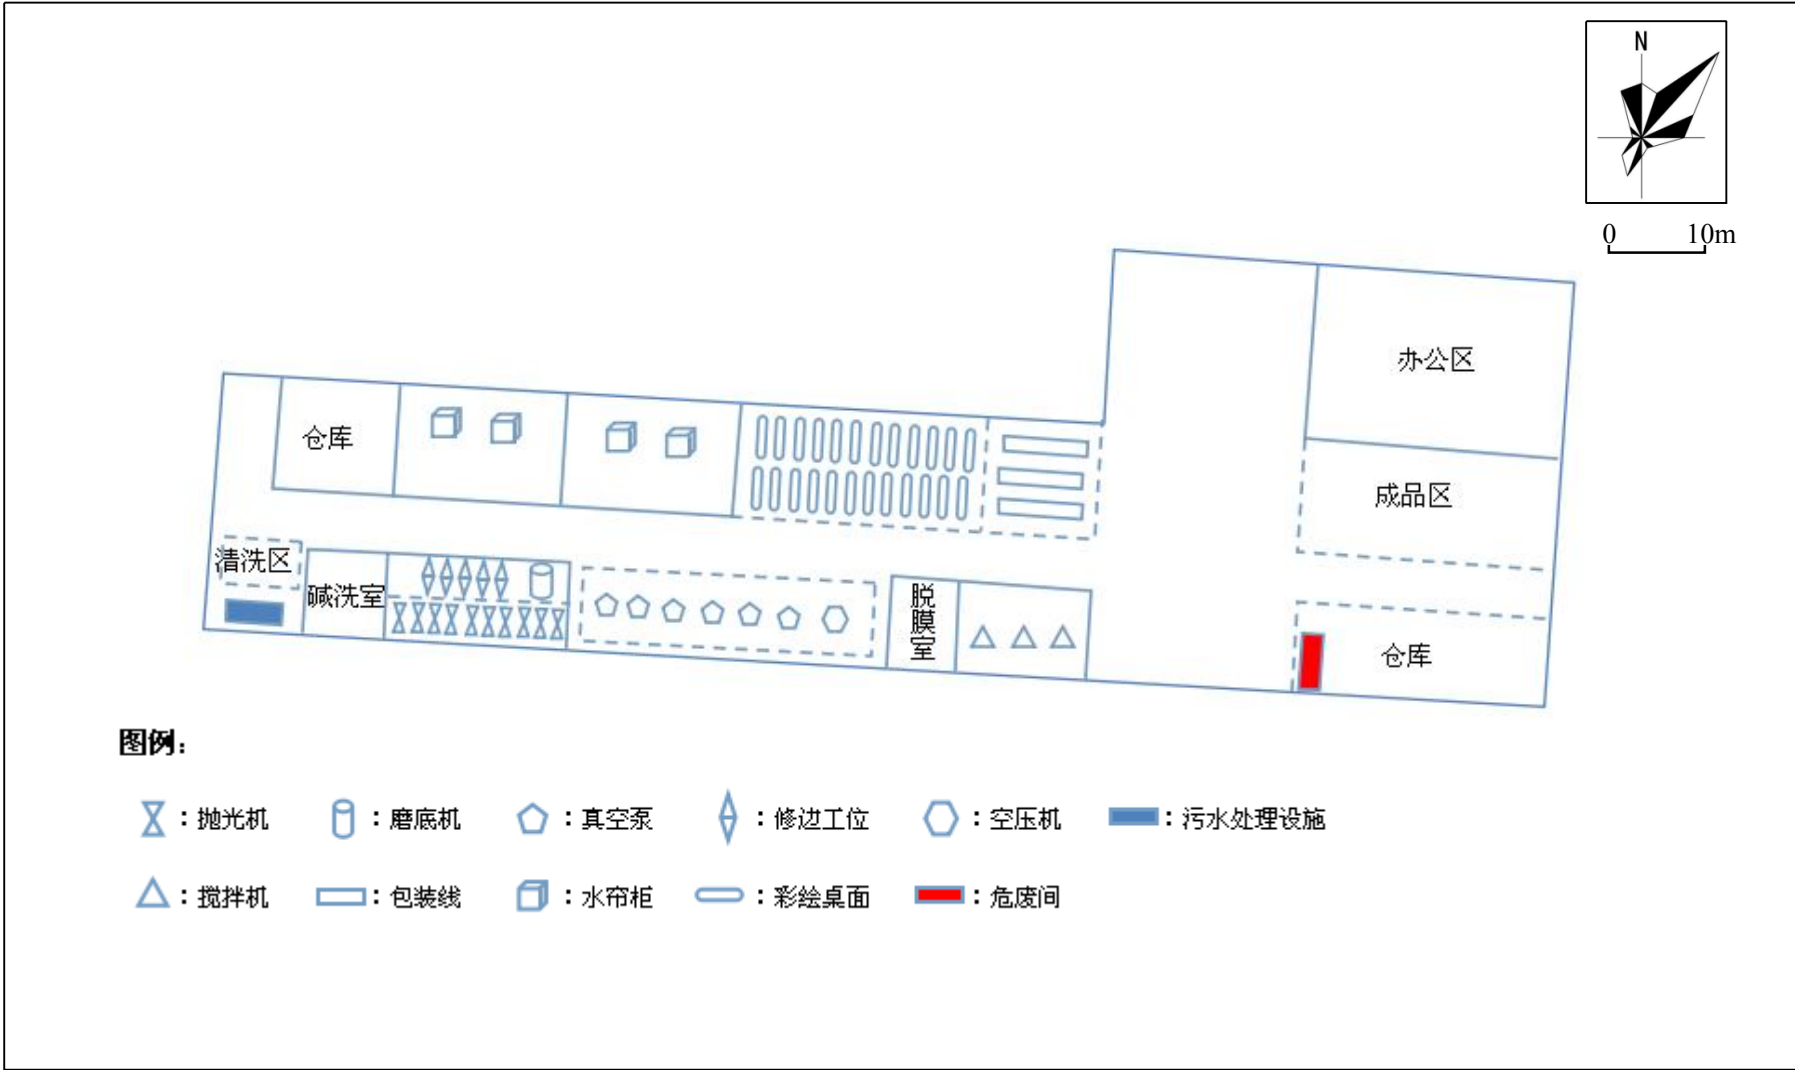 N
0 10m
办公区
仓库
成品区
清洗区
碱洗室
脱膜室
仓库
图例：
：抛光机 ：磨底机 ：真空泵 ：修边工位 ：空压机 ：污水处理设施
：搅拌机 ：包装线 ：水帘柜 ：彩绘桌面 ：危废间